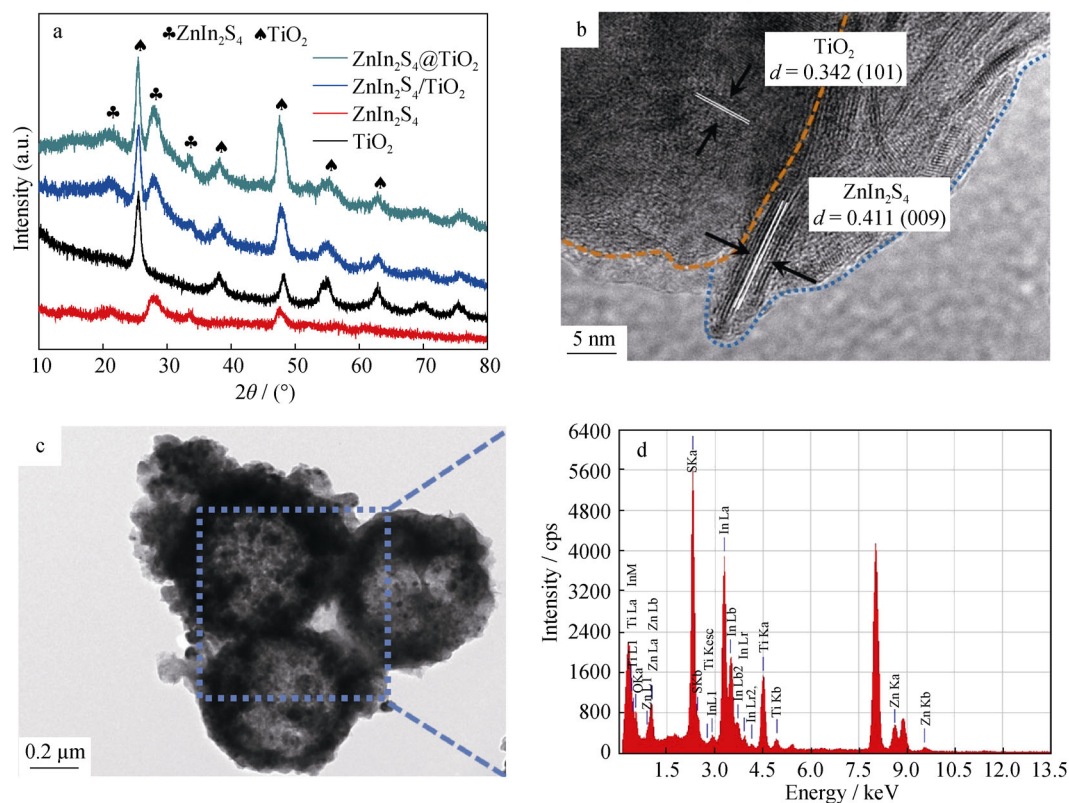 a
♣ZnIn₂S₄ ♠TiO₂
ZnIn₂S₄@TiO₂
ZnIn₂S₄/TiO₂
ZnIn₂S₄
TiO₂
Intensity (a.u.)
10 20 30 40 50 60 70 80
2θ / (°)
b
TiO₂
d = 0.342 (101)
ZnIn₂S₄
d = 0.411 (009)
5 nm
c
0.2 μm
d
6400
5600
4800
4000
3200
2400
1600
800
0
Intensity / cps
InM
Ti La
Ti L1
OKa
Zn Lb
Zn La
Zn L1
SKa
SKb
Ti Kesc
InL1
In La
In Lb
In Lb2
In Lr
In Lr2,
Ti Ka
Ti Kb
Zn Ka
Zn Kb
1.5 3.0 4.5 6.0 7.5 9.0 10.5 12.0 13.5
Energy / keV